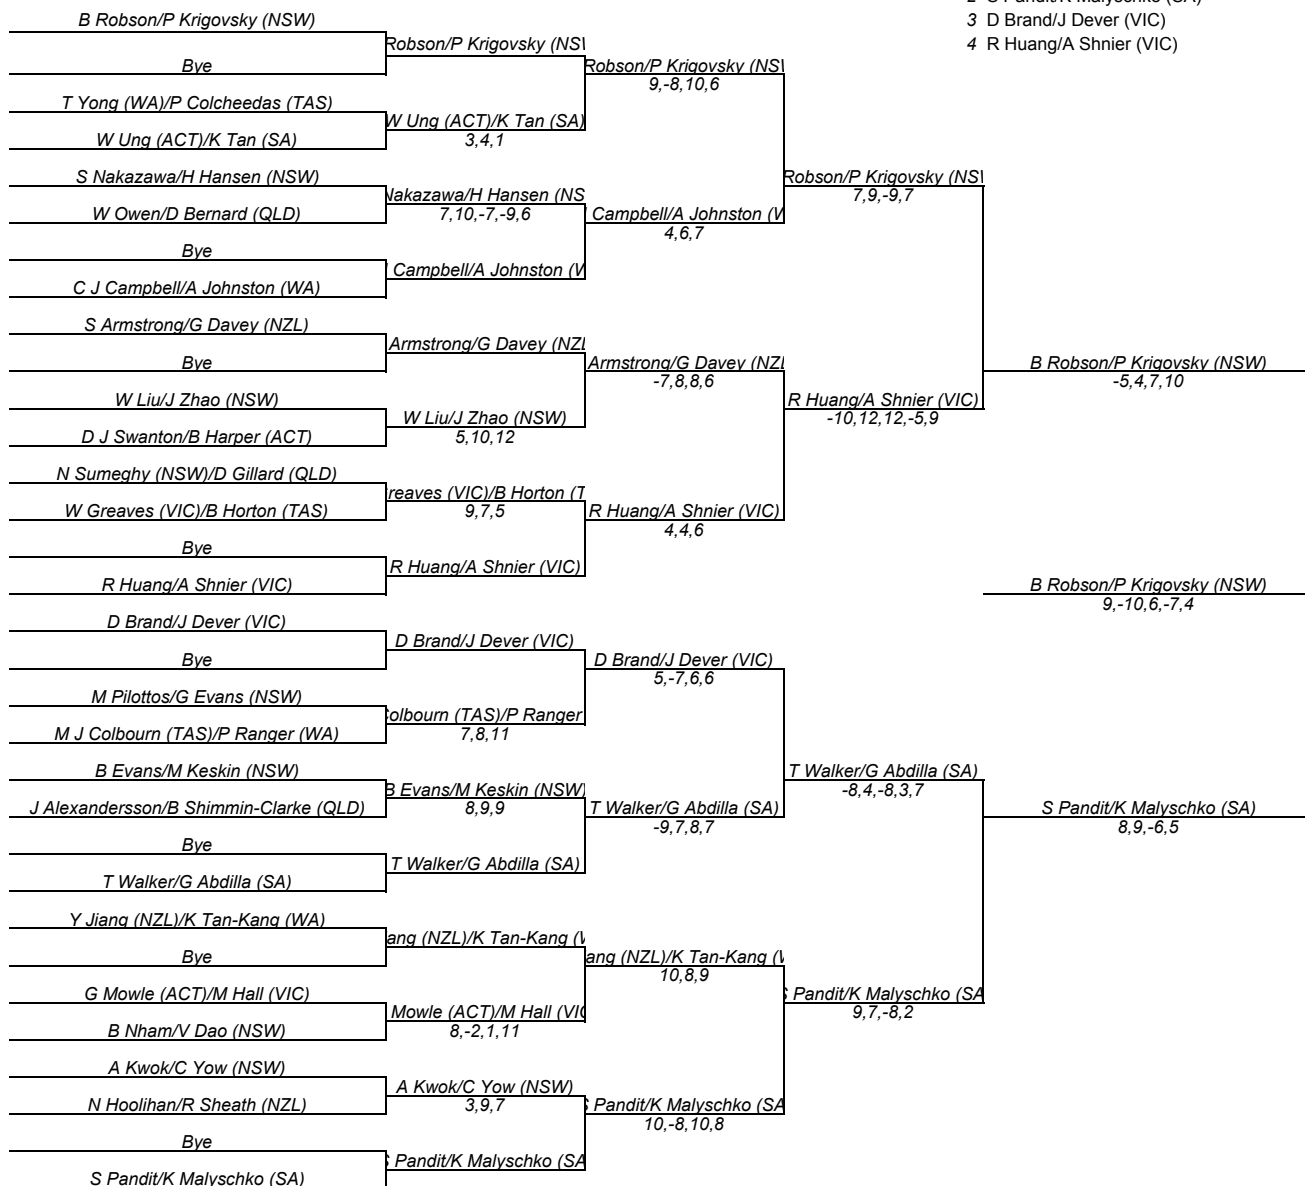 3 D Brand/J Dever (VIC)
4 R Huang/A Shnier (VIC)
B Robson/P Krigovsky (NSW)
Bye
T Yong (WA)/P Colcheedas (TAS)
W Ung (ACT)/K Tan (SA)
S Nakazawa/H Hansen (NSW)
W Owen/D Bernard (QLD)
Bye
C J Campbell/A Johnston (WA)
S Armstrong/G Davey (NZL)
Bye
W Liu/J Zhao (NSW)
D J Swanton/B Harper (ACT)
N Sumeghy (NSW)/D Gillard (QLD)
W Greaves (VIC)/B Horton (TAS)
Bye
R Huang/A Shnier (VIC)
D Brand/J Dever (VIC)
Bye
M Pilottos/G Evans (NSW)
M J Colbourn (TAS)/P Ranger (WA)
B Evans/M Keskin (NSW)
J Alexandersson/B Shimmin-Clarke (QLD)
Bye
T Walker/G Abdilla (SA)
Y Jiang (NZL)/K Tan-Kang (WA)
Bye
G Mowle (ACT)/M Hall (VIC)
B Nham/V Dao (NSW)
A Kwok/C Yow (NSW)
N Hoolihan/R Sheath (NZL)
Bye
S Pandit/K Malyschko (SA)
Robson/P Krigovsky (NS
W Ung (ACT)/K Tan (SA)
3,4,1
Nakazawa/H Hansen (NS
7,10,-7,-9,6
Campbell/A Johnston (
Armstrong/G Davey (NZ
W Liu/J Zhao (NSW)
5,10,12
reaves (VIC)/B Horton (T
9,7,5
R Huang/A Shnier (VIC)
D Brand/J Dever (VIC)
olbourn (TAS)/P Ranger
7,8,11
B Evans/M Keskin (NSW)
8,9,9
T Walker/G Abdilla (SA)
ang (NZL)/K Tan-Kang (
Mowle (ACT)/M Hall (VIC
8,-2,1,11
A Kwok/C Yow (NSW)
3,9,7
S Pandit/K Malyschko (SA
Robson/P Krigovsky (NS
9,-8,10,6
Campbell/A Johnston (
4,6,7
Armstrong/G Davey (NZ
-7,8,8,6
R Huang/A Shnier (VIC)
4,4,6
D Brand/J Dever (VIC)
5,-7,6,6
T Walker/G Abdilla (SA)
-9,7,8,7
ang (NZL)/K Tan-Kang (
10,8,9
S Pandit/K Malyschko (SA
10,-8,10,8
Robson/P Krigovsky (NS
7,9,-9,7
R Huang/A Shnier (VIC)
-10,12,12,-5,9
T Walker/G Abdilla (SA)
-8,4,-8,3,7
S Pandit/K Malyschko (SA
9,7,-8,2
B Robson/P Krigovsky (NSW)
-5,4,7,10
B Robson/P Krigovsky (NSW)
9,-10,6,-7,4
S Pandit/K Malyschko (SA)
8,9,-6,5